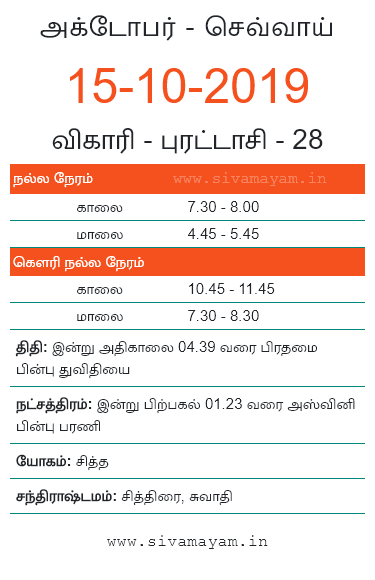 அக்டோபர் - செவ்வாய்
15-10-2019
விகாரி - புரட்டாசி - 28
நல்ல நேரம் www.sivamayam.in
காலை 7.30 - 8.00
மாலை 4.45 - 5.45
கௌரி நல்ல நேரம்
காலை 10.45 - 11.45
மாலை 7.30 - 8.30
திதி: இன்று அதிகாலை 04.39 வரை பிரதமை
பின்பு துவிதியை
நட்சத்திரம்: இன்று பிற்பகல் 01.23 வரை அஸ்வினி
பின்பு பரணி
யோகம்: சித்த
சந்திராஷ்டமம்: சித்திரை, சுவாதி
www.sivamayam.in